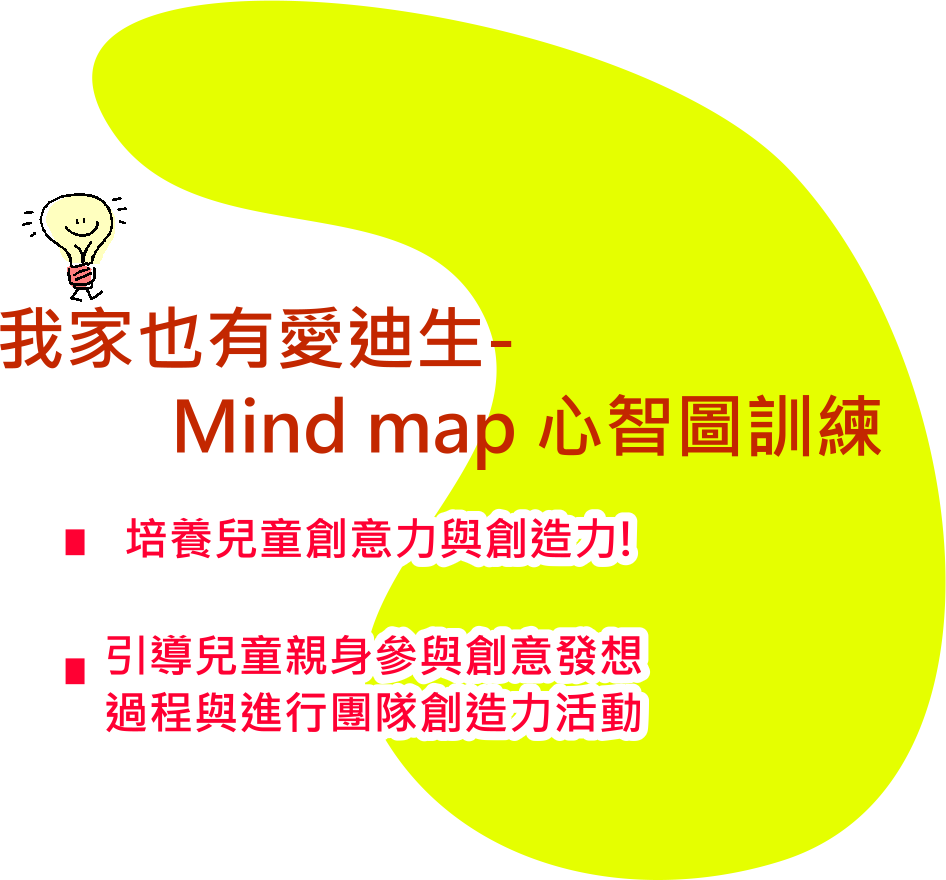 我家也有愛迪生-
Mind map 心智圖訓練
培養兒童創意力與創造力!
引導兒童親身參與創意發想
過程與進行團隊創造力活動